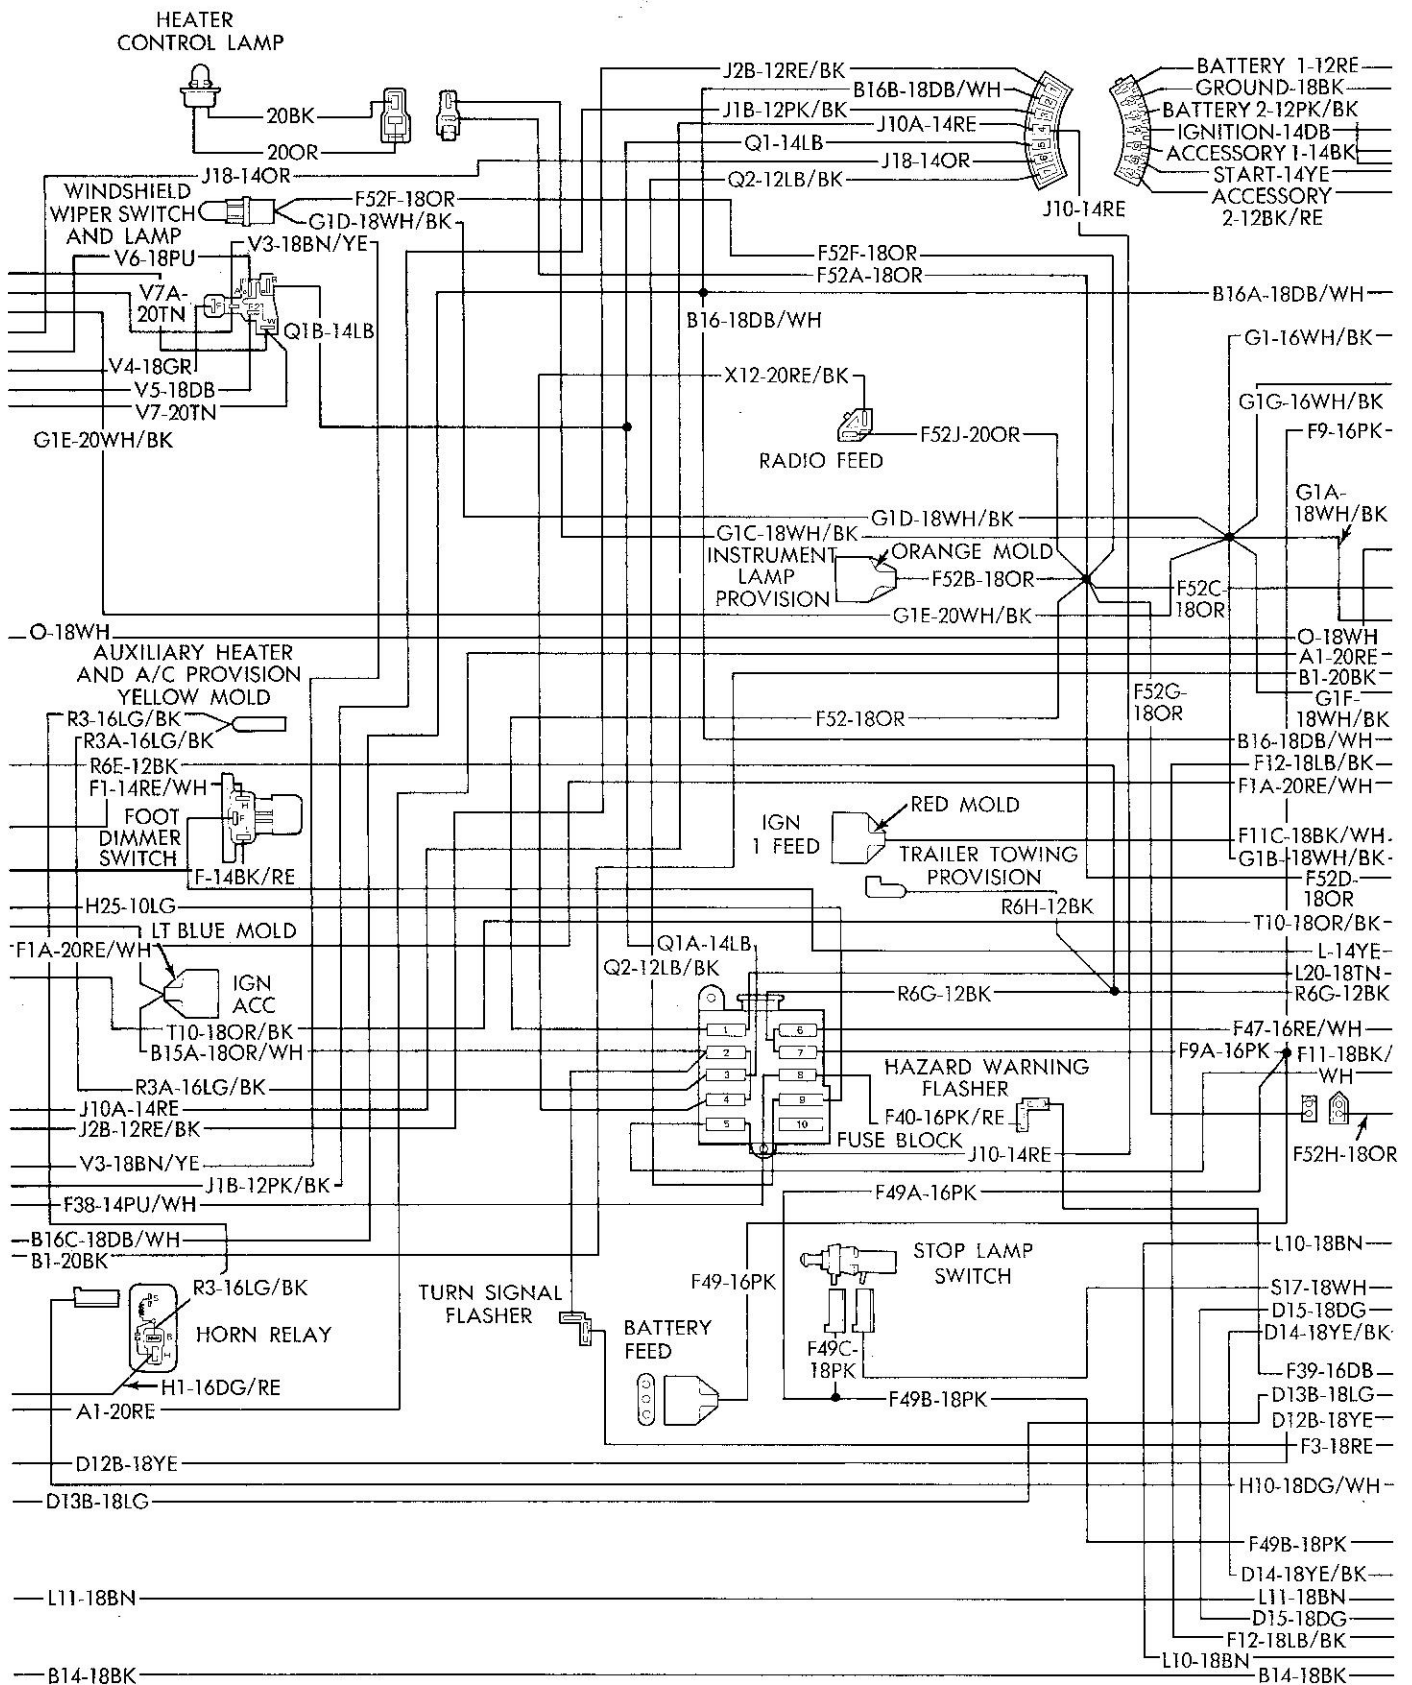 HEATER
CONTROL LAMP
J2B-12RE/BK
BATTERY 1-12RE
B16B-18DB/WH
GROUND-18BK
20BK
J1B-12PK/BK
BATTERY 2-12PK/BK
J10A-14RE
IGNITION-14DB
Q1-14LB
20OR
ACCESSORY 1-14BK
J18-14OR
J18-14OR
START-14YE
Q2-12LB/BK
WINDSHIELD
WIPER SWITCH
AND LAMP
F52F-18OR
ACCESSORY
2-12BK/RE
J10-14RE
G1D-18WH/BK
V3-18BN/YE
V6-18PU
F52F-18OR
F52A-18OR
V7A-
20TN
B16A-18DB/WH
B16-18DB/WH
Q1B-14LB
G1-16WH/BK
V4-18GR
X12-20RE/BK
V5-18DB
V7-20TN
G1G-16WH/BK
G1E-20WH/BK
F52J-20OR
F9-16PK
RADIO FEED
G1A-
18WH/BK
G1D-18WH/BK
G1C-18WH/BK
INSTRUMENT
LAMP
PROVISION
ORANGE MOLD
F52B-18OR
F52C-
18OR
G1E-20WH/BK
O-18WH
O-18WH
AUXILIARY HEATER
AND A/C PROVISION
YELLOW MOLD
A1-20RE
B1-20BK
F52G-
18OR
G1F-
18WH/BK
R3-16LG/BK
F52-18OR
R3A-16LG/BK
B16-18DB/WH
R6E-12BK
F12-18LB/BK
F1-14RE/WH
F1A-20RE/WH
FOOT
DIMMER
SWITCH
H
F
RED MOLD
IGN
1 FEED
F11C-18BK/WH
TRAILER TOWING
PROVISION
G1B-18WH/BK
F-14BK/RE
F52D-
18OR
H25-10LG
R6H-12BK
T10-18OR/BK
LT BLUE MOLD
F1A-20RE/WH
Q1A-14LB
L-14YE
Q2-12LB/BK
L20-18TN
IGN
ACC
R6G-12BK
R6G-12BK
T10-18OR/BK
1
6
F47-16RE/WH
B15A-18OR/WH
2
7
F9A-16PK
F11-18BK/
WH
HAZARD WARNING
FLASHER
3
8
R3A-16LG/BK
4
9
J10A-14RE
F40-16PK/RE
5
10
J2B-12RE/BK
FUSE BLOCK
J10-14RE
F52H-18OR
V3-18BN/YE
J1B-12PK/BK
F49A-16PK
F38-14PU/WH
B16C-18DB/WH
L10-18BN
B1-20BK
STOP LAMP
SWITCH
F49-16PK
R3-16LG/BK
TURN SIGNAL
FLASHER
S17-18WH
S
D15-18DG
HORN RELAY
B
H
BATTERY
FEED
D14-18YE/BK
F49C-
18PK
F39-16DB
H1-16DG/RE
F49B-18PK
D13B-18LG
A1-20RE
D12B-18YE
F3-18RE
D12B-18YE
H10-18DG/WH
D13B-18LG
F49B-18PK
D14-18YE/BK
L11-18BN
L11-18BN
D15-18DG
F12-18LB/BK
L10-18BN
B14-18BK
B14-18BK